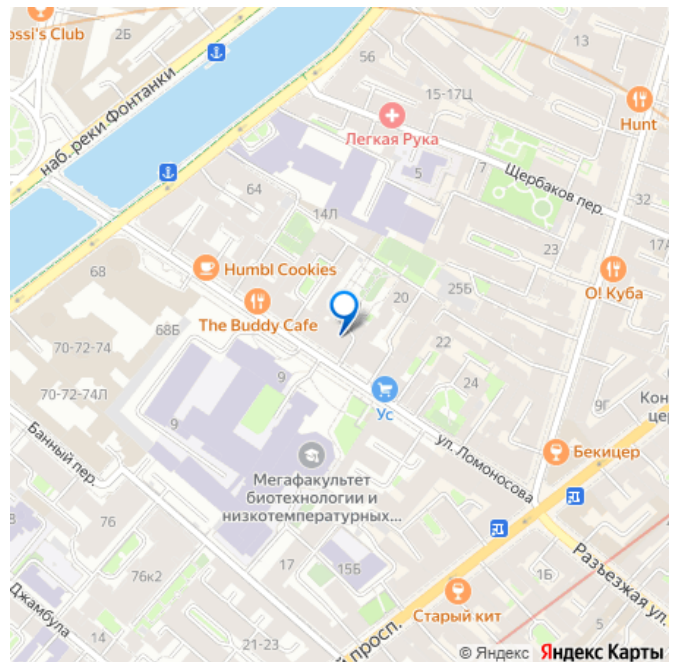 ossi's Club
2Б
56
13
наб. реки Фонтанки
15-17Ц
Hunt
Легкая Рука
5
7
Щербаков пер.
32
64
14Л
23
17А
68
Humbl Cookies
25Б
О! Куба
20
The Buddy Cafe
68Б
22
70-72-74
9
24
Ус
9Г
Кон
це
70-72-74Л
9
ул. Ломоносова
Бекицер
Банный пер.
Мегафакультет
биотехнологии и
низкотемпературных...
76
17
15Б
76к2
1Б
Разъезжая ул.
Джамбула
Старый кит
14
21-23
й просп.
5
© Яндекс Яндекс Карты